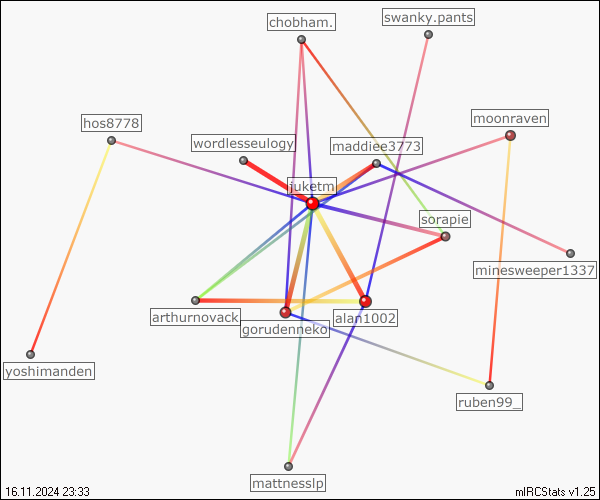 chobham.
swanky.pants
hos8778
moonraven
wordlesseulogy
maddiee3773
juketm
sorapie
minesweeper1337
arthurnovack
gorudenneko
alan1002
yoshimanden
ruben99_
mattnesslp
16.11.2024 23:33
mIRCStats v1.25